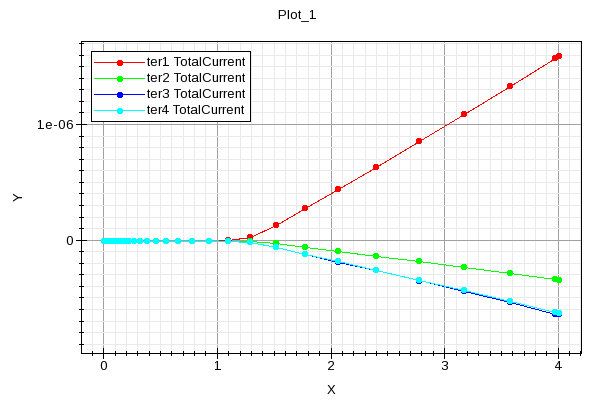 Plot_1
ter1 TotalCurrent
ter2 TotalCurrent
ter3 TotalCurrent
ter4 TotalCurrent
1e-06
Y
0
0 1 2 3 4
X